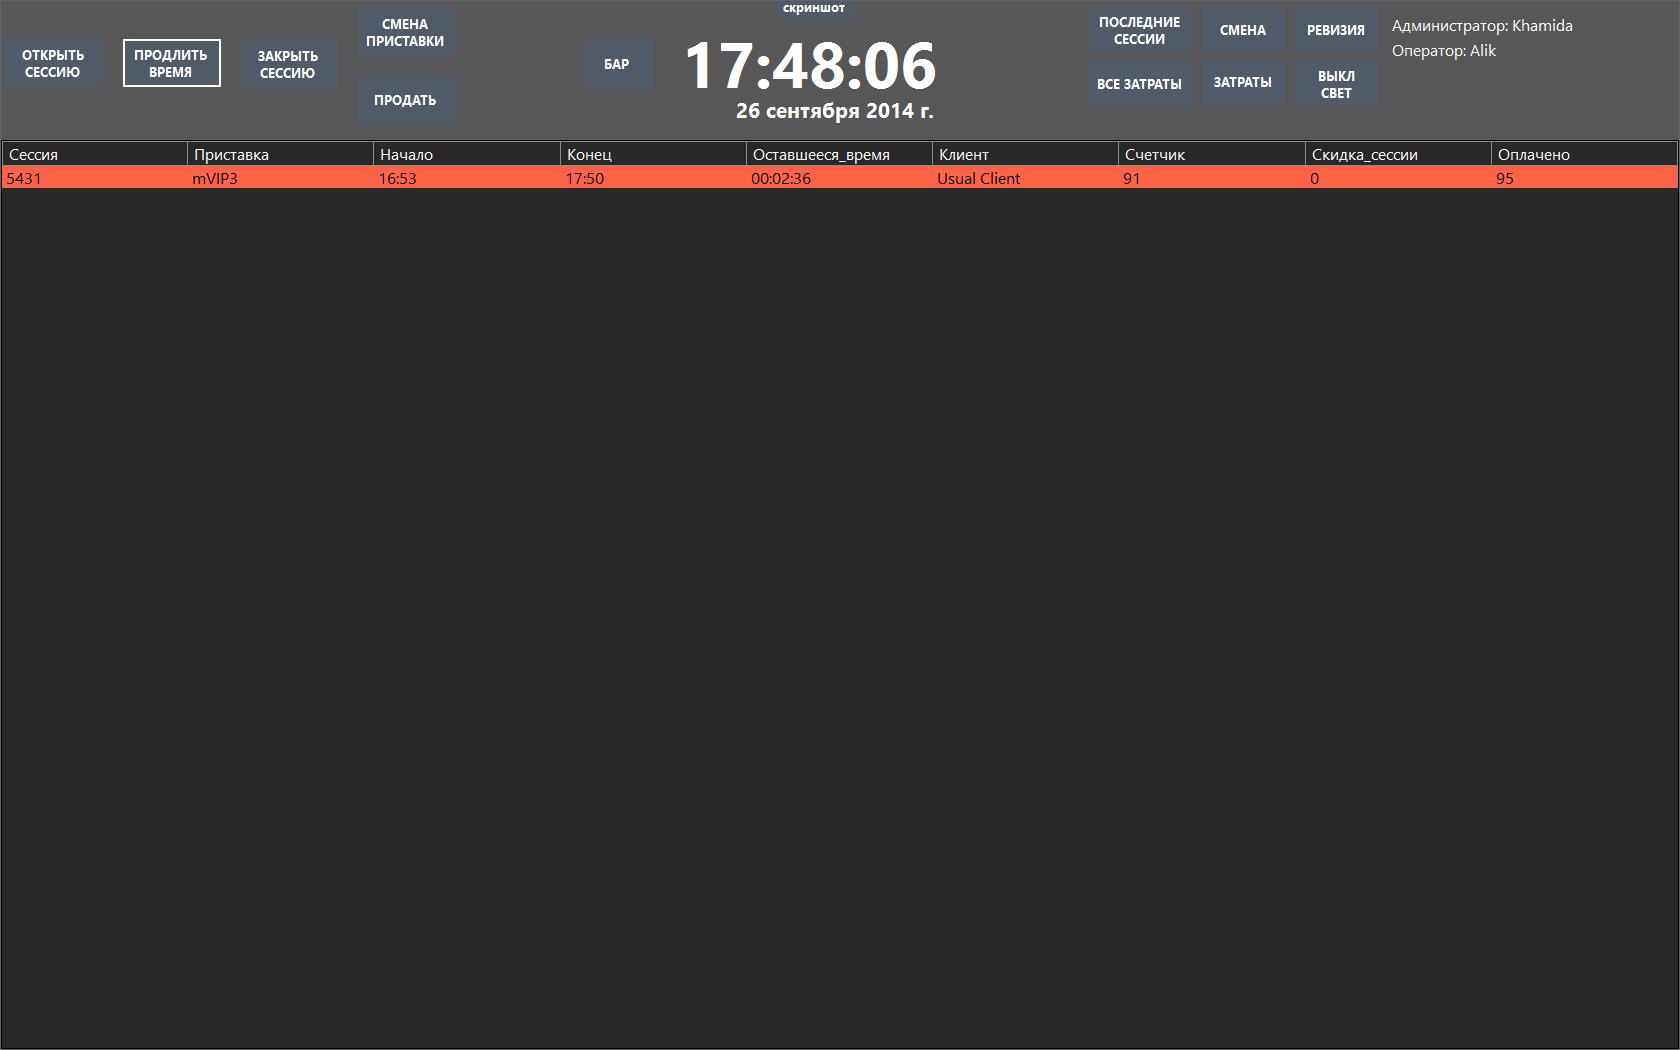 скриншот
ОТКРЫТЬ
СЕССИЮ
ПРОДЛИТЬ
ВРЕМЯ
ЗАКРЫТЬ
СЕССИЮ
СМЕНА
ПРИСТАВКИ
ПРОДАТЬ
БАР
17:48:06
26 сентября 2014 г.
ПОСЛЕДНИЕ
СЕССИИ
СМЕНА
РЕВИЗИЯ
ВСЕ ЗАТРАТЫ
ЗАТРАТЫ
ВЫКЛ
СВЕТ
Администратор: Khamida
Оператор: Alik
Сессия Приставка Начало Конец Оставшееся_время Клиент Счетчик Скидка_сессии Оплачено
5431 mVIP3 16:53 17:50 00:02:36 Usual Client 91 0 95